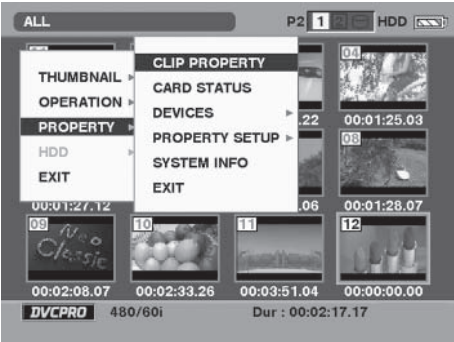 ALL P2 1 2 HDD
04
THUMBNAIL
OPERATION
PROPERTY
HDD
EXIT
CLIP PROPERTY
CARD STATUS
DEVICES
PROPERTY SETUP
SYSTEM INFO
EXIT
.22 00:01:25.03
08
00:01:27.12 .06 00:01:28.07
09 10 11 12
Neo Classic
00:02:08.07 00:02:33.26 00:03:51.04 00:00:00.00
DVCPRO 480/60i Dur : 00:02:17.17